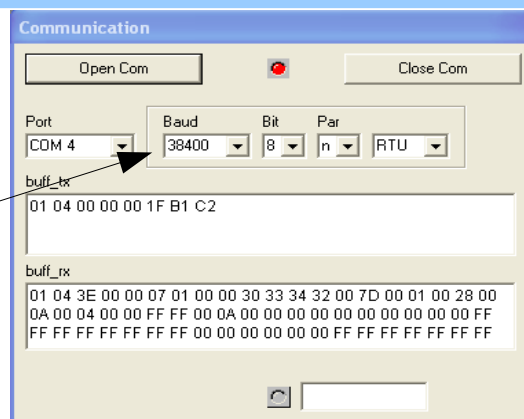 Communication
Open Com Close Com
Port Baud Bit Par
COM 4 38400 8 n RTU
buff_tx
01 04 00 00 00 1F B1 C2
buff_rx
01 04 3E 00 00 07 01 00 00 30 33 34 32 00 7D 00 01 00 28 00
0A 00 04 00 00 FF FF 00 0A 00 00 00 00 00 00 00 00 00 00 FF
FF FF FF FF FF FF FF 00 00 00 00 00 00 FF FF FF FF FF FF FF